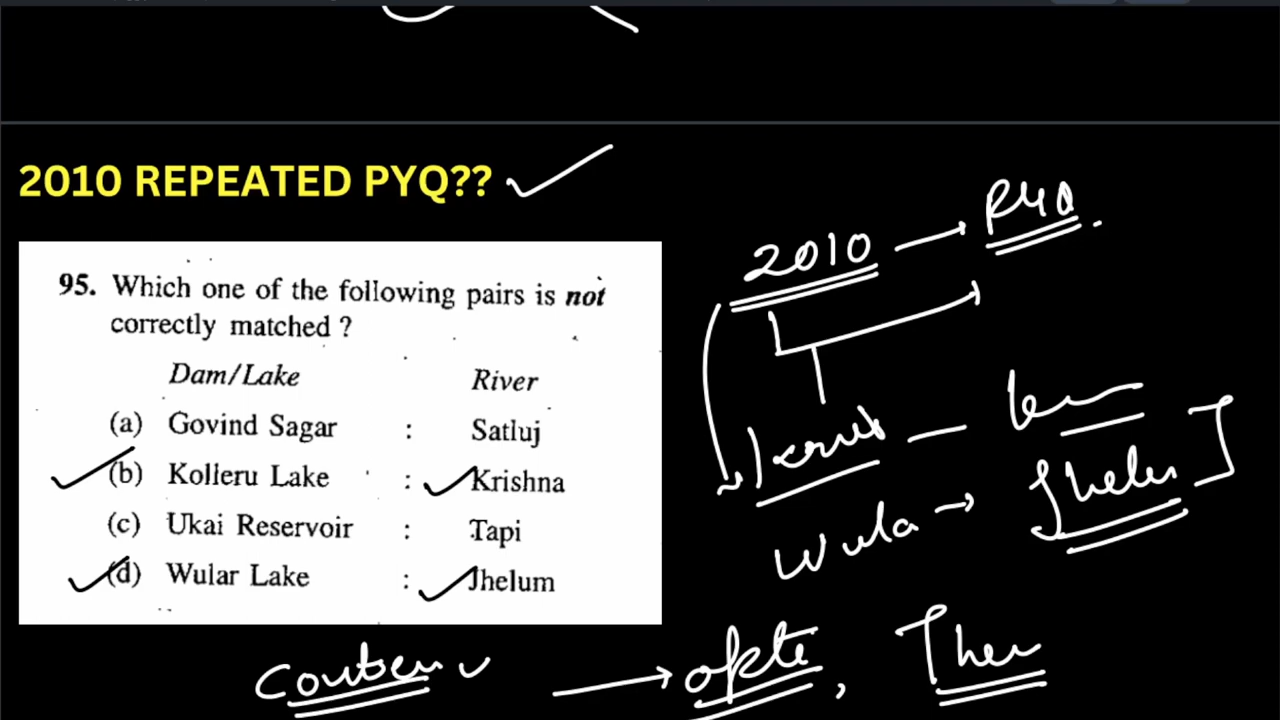 2010 REPEATED PYQ??
2010 → PYQ.
95. Which one of the following pairs is not
correctly matched ?
Dam/Lake River
(a) Govind Sagar : Satluj
(b) Kolleru Lake : Krishna
(c) Ukai Reservoir : Tapi
(d) Wular Lake : Jhelum
Wula → Jhelum